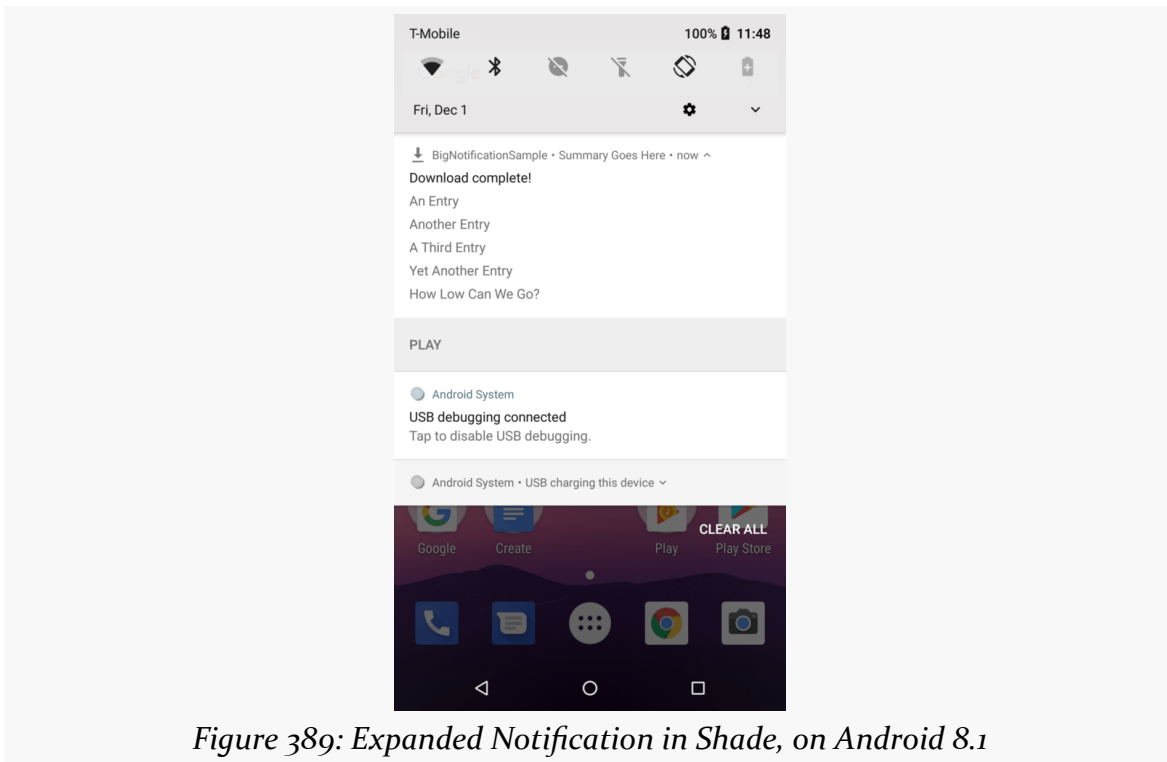 T-Mobile 100% 11:48
Fri, Dec 1
BigNotificationSample • Summary Goes Here • now
Download complete!
An Entry
Another Entry
A Third Entry
Yet Another Entry
How Low Can We Go?
PLAY
Android System
USB debugging connected
Tap to disable USB debugging.
Android System • USB charging this device
CLEAR ALL
Google Create Play Play Store
Figure 389: Expanded Notification in Shade, on Android 8.1